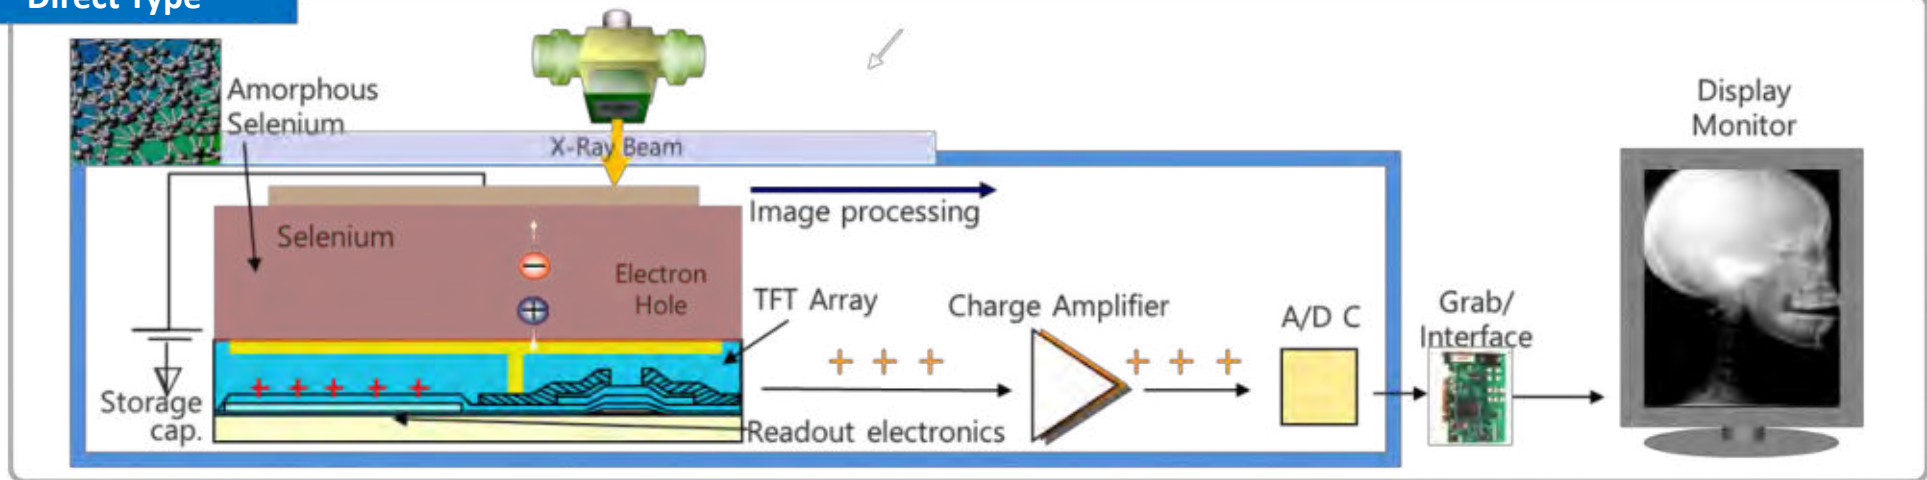 Direct Type
Amorphous
Selenium
X-Ray Beam
Display
Monitor
Image processing
Selenium
Electron
Hole
TFT Array
Charge Amplifier
A/D C
Grab/
Interface
Storage
cap.
Readout electronics